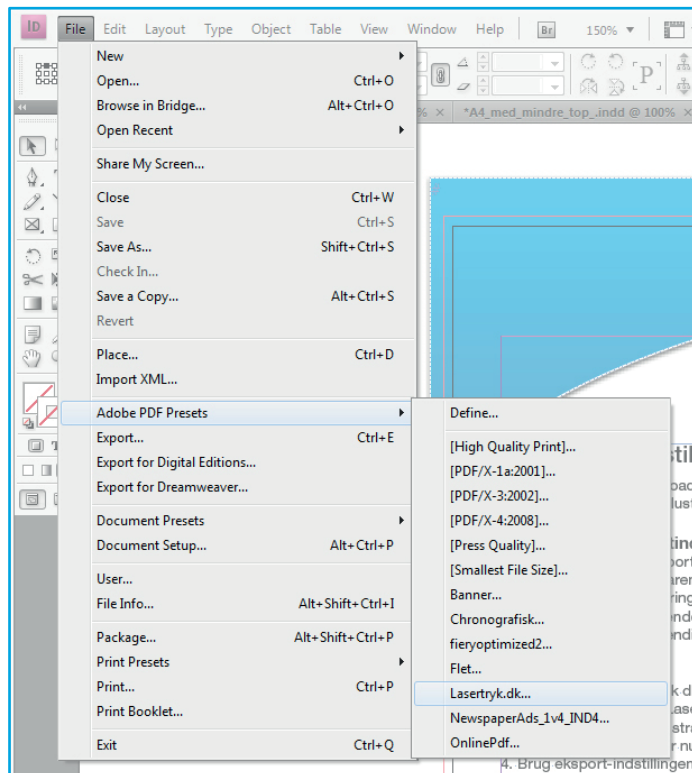 ID File Edit Layout Type Object Table View Window Help Br 150%
New
Open... Ctrl+O
Browse in Bridge... Alt+Ctrl+O
Open Recent
Share My Screen...
Close Ctrl+W
Save Ctrl+S
Save As... Shift+Ctrl+S
Check In...
Save a Copy... Alt+Ctrl+S
Revert
Place... Ctrl+D
Import XML...
Adobe PDF Presets
Export... Ctrl+E
Export for Digital Editions...
Export for Dreamweaver...
Document Presets
Document Setup... Alt+Ctrl+P
User...
File Info... Alt+Shift+Ctrl+I
Package... Alt+Shift+Ctrl+P
Print Presets
Print... Ctrl+P
Print Booklet...
Exit Ctrl+Q
% × *A4_med_mindre_top_.indd @ 100% ×
Define...
[High Quality Print]...
[PDF/X-1a:2001]...
[PDF/X-3:2002]...
[PDF/X-4:2008]...
[Press Quality]...
[Smallest File Size]...
Banner...
Chronografisk...
fieryoptimized2...
Flet...
Lasertryk.dk...
NewspaperAds_1v4_IND4...
OnlinePdf...
4. Brug eksport-indstillingen